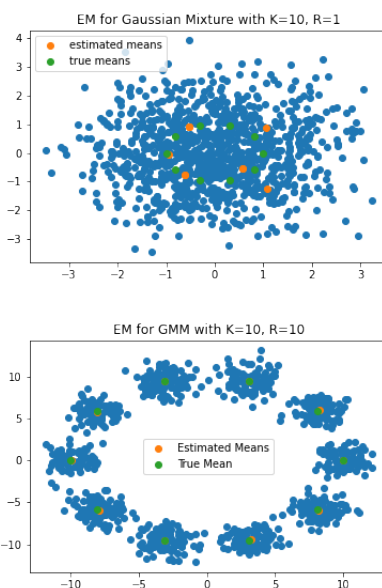 EM for Gaussian Mixture with K=10, R=1
4
3
2
1
0
−1
−2
−3
estimated means
true means
−3 −2 −1 0 1 2 3
EM for GMM with K=10, R=10
10
5
0
−5
−10
Estimated Means
True Mean
−10 −5 0 5 10